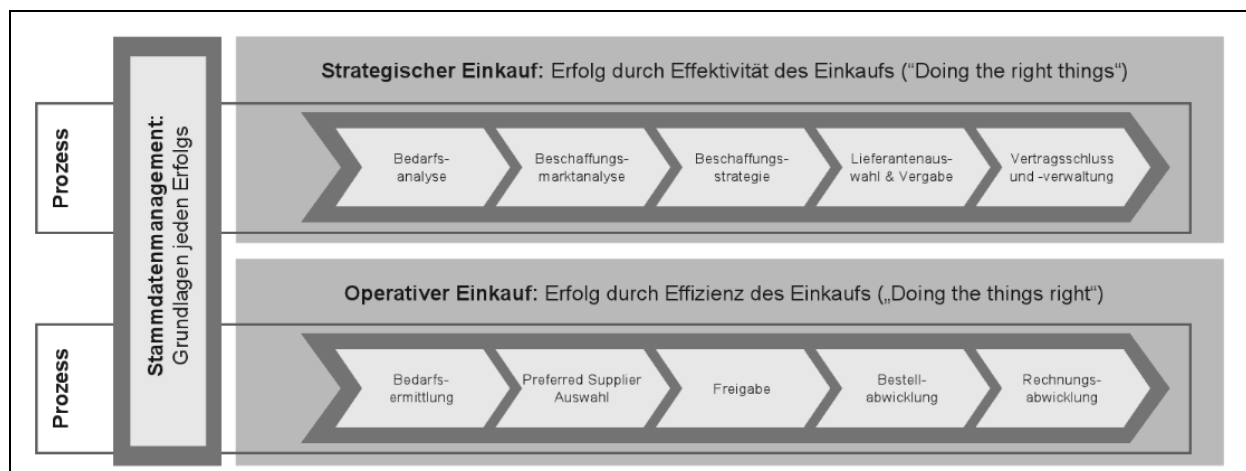 Prozess
Stammdatenmanagement:
Grundlagen jeden Erfolgs
Strategischer Einkauf: Erfolg durch Effektivität des Einkaufs (“Doing the right things“)
Bedarfs-
analyse
Beschaffungs-
marktanalyse
Beschaffungs-
strategie
Lieferantenaus-
wahl & Vergabe
Vertragsschluss
und -verwaltung
Prozess
Operativer Einkauf: Erfolg durch Effizienz des Einkaufs („Doing the things right“)
Bedarfs-
ermittlung
Preferred Supplier
Auswahl
Freigabe
Bestell-
abwicklung
Rechnungs-
abwicklung